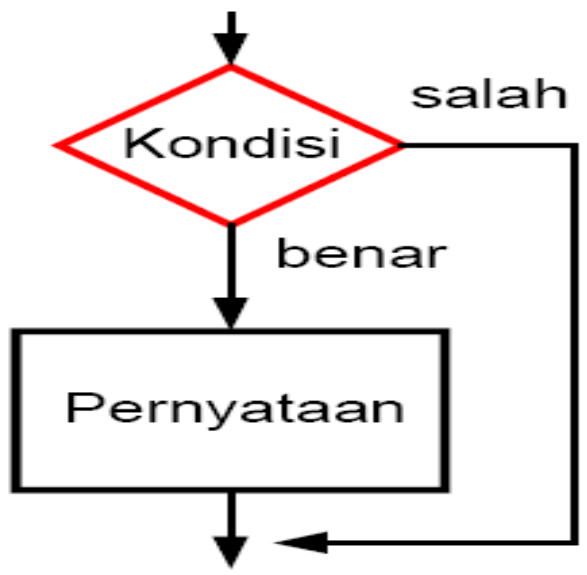 salah
Kondisi
benar
Pernyataan